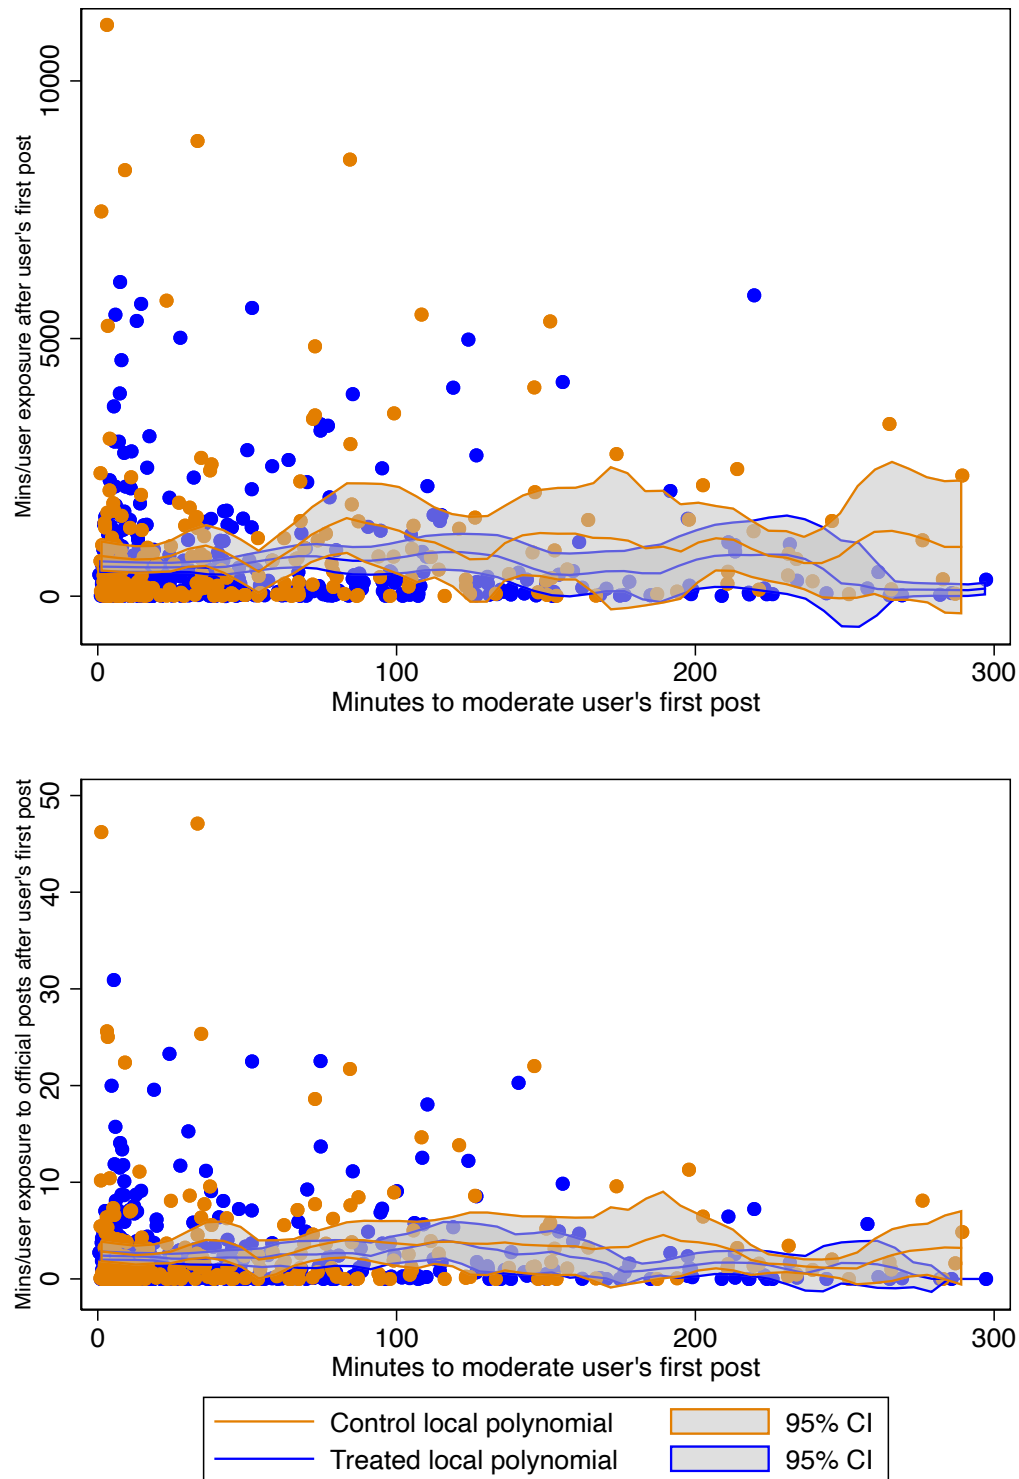 Mins/user exposure after user's first post
10000
5000
0
0 100 200 300
Minutes to moderate user's first post
Mins/user exposure to official posts after user's first post
50
40
30
20
10
0
0 100 200 300
Minutes to moderate user's first post
Control local polynomial 95% CI
Treated local polynomial 95% CI